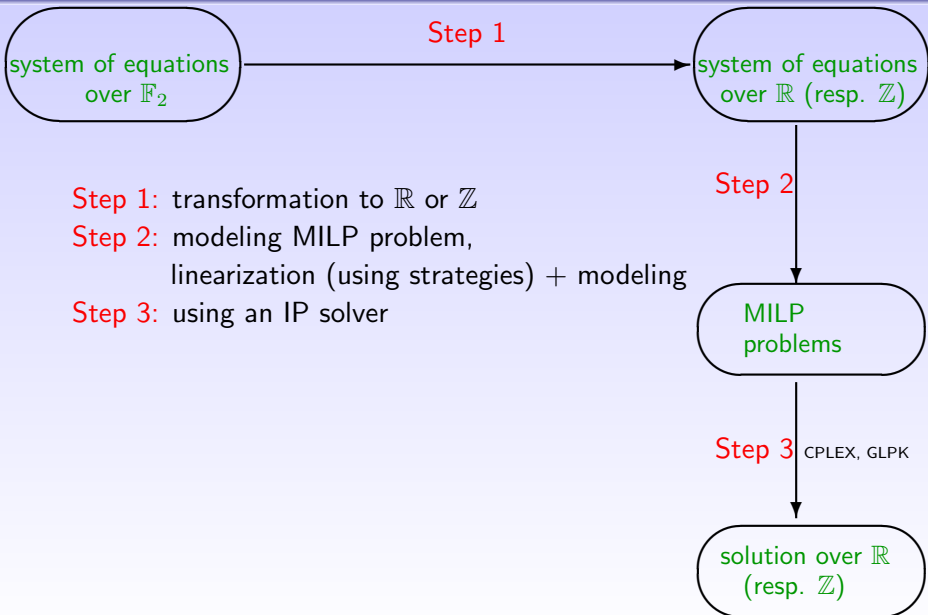 Step 1
system of equations
over 𝔽₂
system of equations
over ℝ (resp. ℤ)
Step 2
Step 1: transformation to ℝ or ℤ
Step 2: modeling MILP problem,
linearization (using strategies) + modeling
Step 3: using an IP solver
MILP
problems
Step 3 CPLEX, GLPK
solution over ℝ
(resp. ℤ)